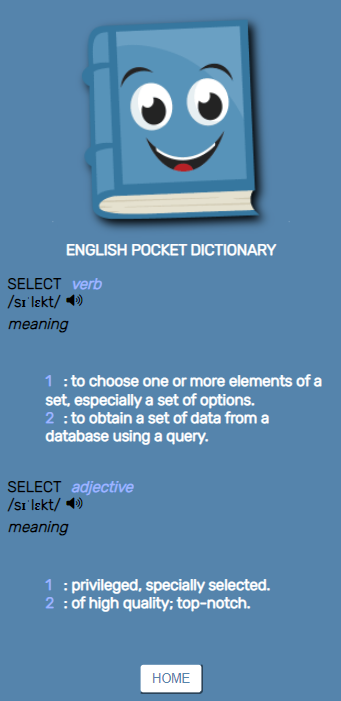 ENGLISH POCKET DICTIONARY
SELECT verb
/sɪˈlɛkt/
meaning
1 : to choose one or more elements of a
set, especially a set of options.
2 : to obtain a set of data from a
database using a query.
SELECT adjective
/sɪˈlɛkt/
meaning
1 : privileged, specially selected.
2 : of high quality; top-notch.
HOME